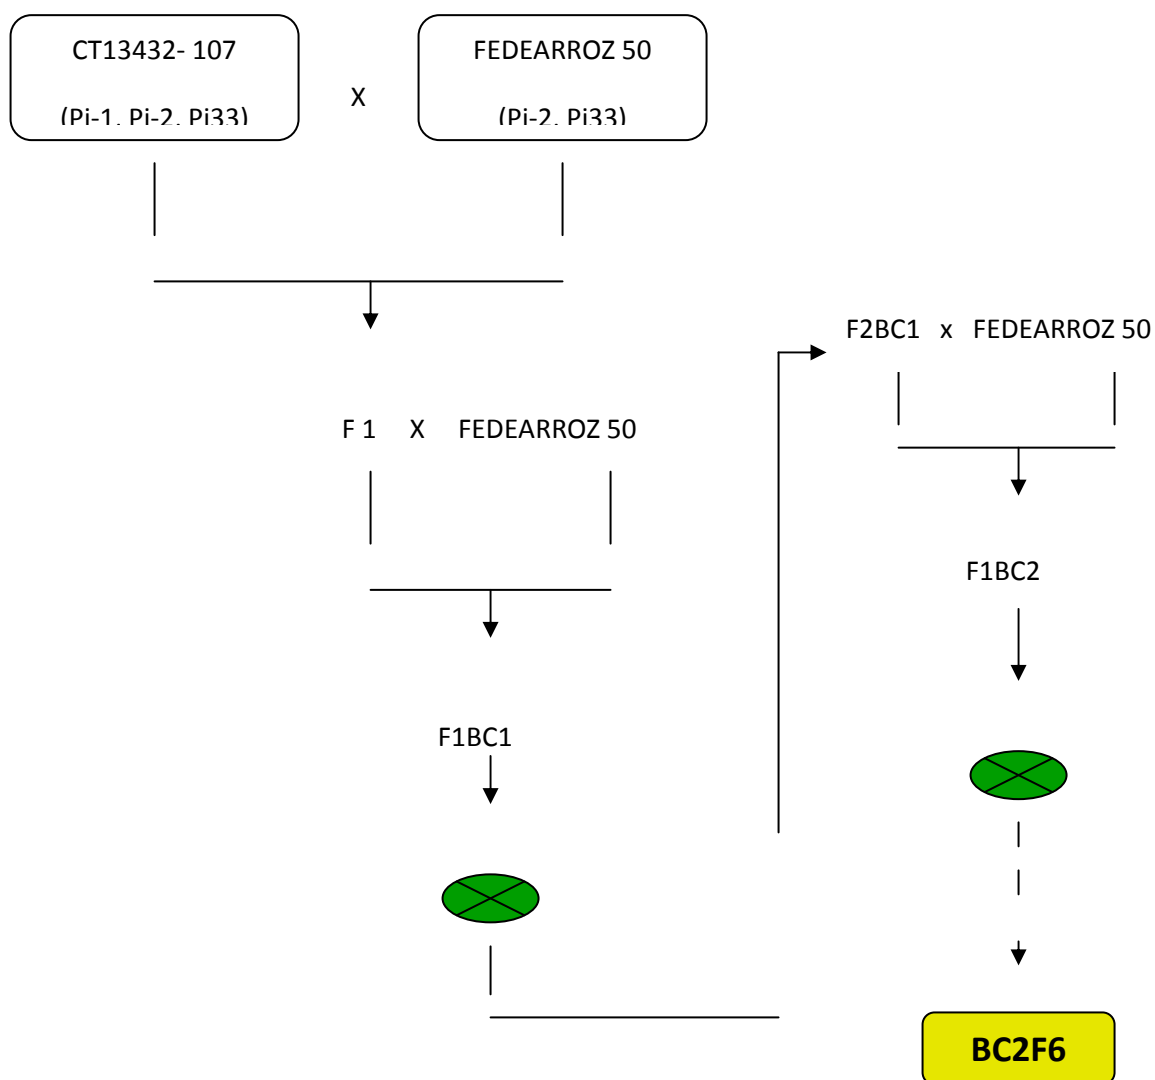 CT13432- 107
(Pi-1, Pi-2, Pi33)
X
FEDEARROZ 50
(Pi-2, Pi33)
F 1 X FEDEARROZ 50
F1BC1
F2BC1 x FEDEARROZ 50
F1BC2
BC2F6